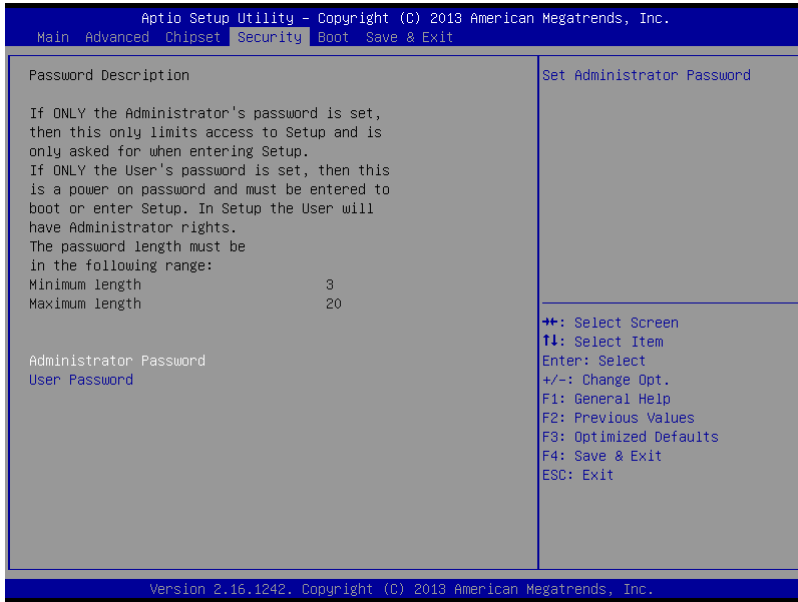 Aptio Setup Utility – Copyright (C) 2013 American Megatrends, Inc.
Main Advanced Chipset Security Boot Save & Exit
Password Description
If ONLY the Administrator's password is set,
then this only limits access to Setup and is
only asked for when entering Setup.
If ONLY the User's password is set, then this
is a power on password and must be entered to
boot or enter Setup. In Setup the User will
have Administrator rights.
The password length must be
in the following range:
Minimum length 3
Maximum length 20
Administrator Password
User Password
Set Administrator Password
→←: Select Screen
↑↓: Select Item
Enter: Select
+/-: Change Opt.
F1: General Help
F2: Previous Values
F3: Optimized Defaults
F4: Save & Exit
ESC: Exit
Version 2.16.1242. Copyright (C) 2013 American Megatrends, Inc.